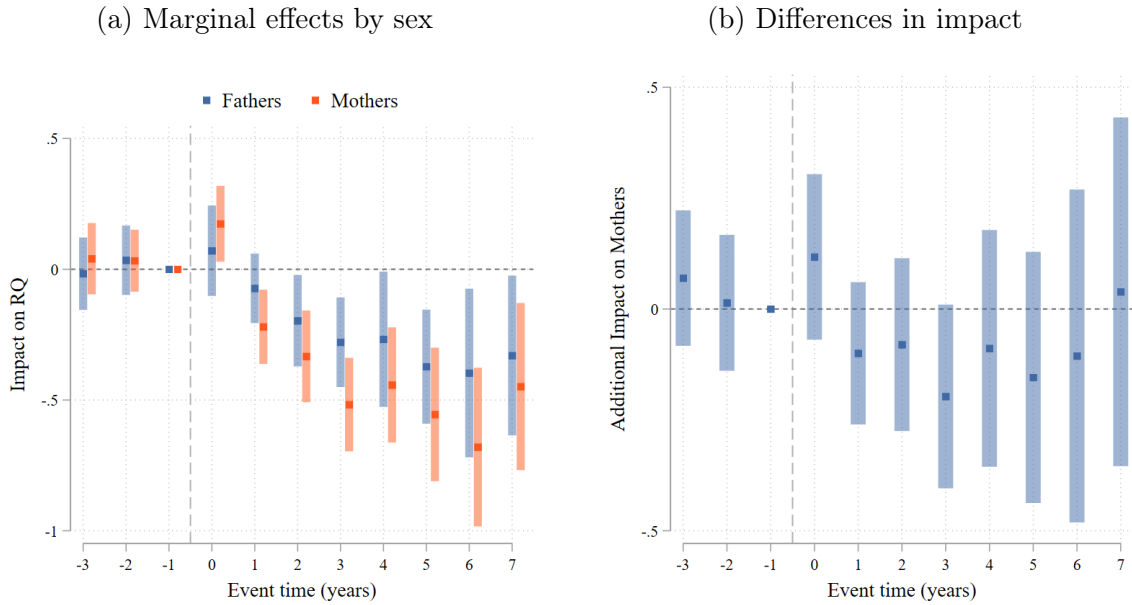 (a) Marginal effects by sex
Fathers Mothers
Impact on RQ
.5
0
-.5
-1
-3 -2 -1 0 1 2 3 4 5 6 7
Event time (years)
(b) Differences in impact
Additional Impact on Mothers
.5
0
-.5
-3 -2 -1 0 1 2 3 4 5 6 7
Event time (years)